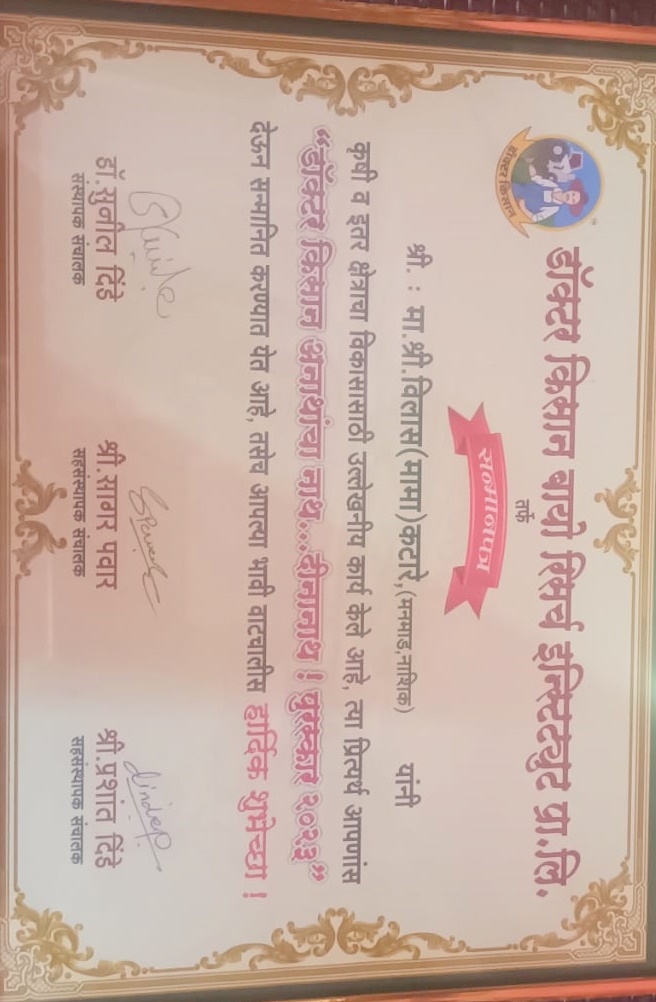 डॉक्टर किसान बायो रिसर्च इन्स्टिट्युट प्रा.लि.
डॉक्टर किसान
तर्फे
सन्मानपत्र
श्री. : मा.श्री.विलास(मामा)कटारे,(मनमाड,नाशिक) यांनी
कृषी व इतर क्षेत्राचा विकासासाठी उल्लेखनीय कार्य केले आहे, त्या प्रित्यर्थ आपणांस
“डॉक्टर किसान अनाथांचा नाथ...दीनानाथ ! पुरस्कार २०२३”
देऊन सन्मानित करण्यात येत आहे, तसेच आपल्या भावी वाटचालीस हार्दिक शुभेच्छा !
डॉ.सुनील दिंडे श्री.सागर पवार श्री.प्रशांत दिंडे
संस्थापक संचालक सहसंस्थापक संचालक सहसंस्थापक संचालक